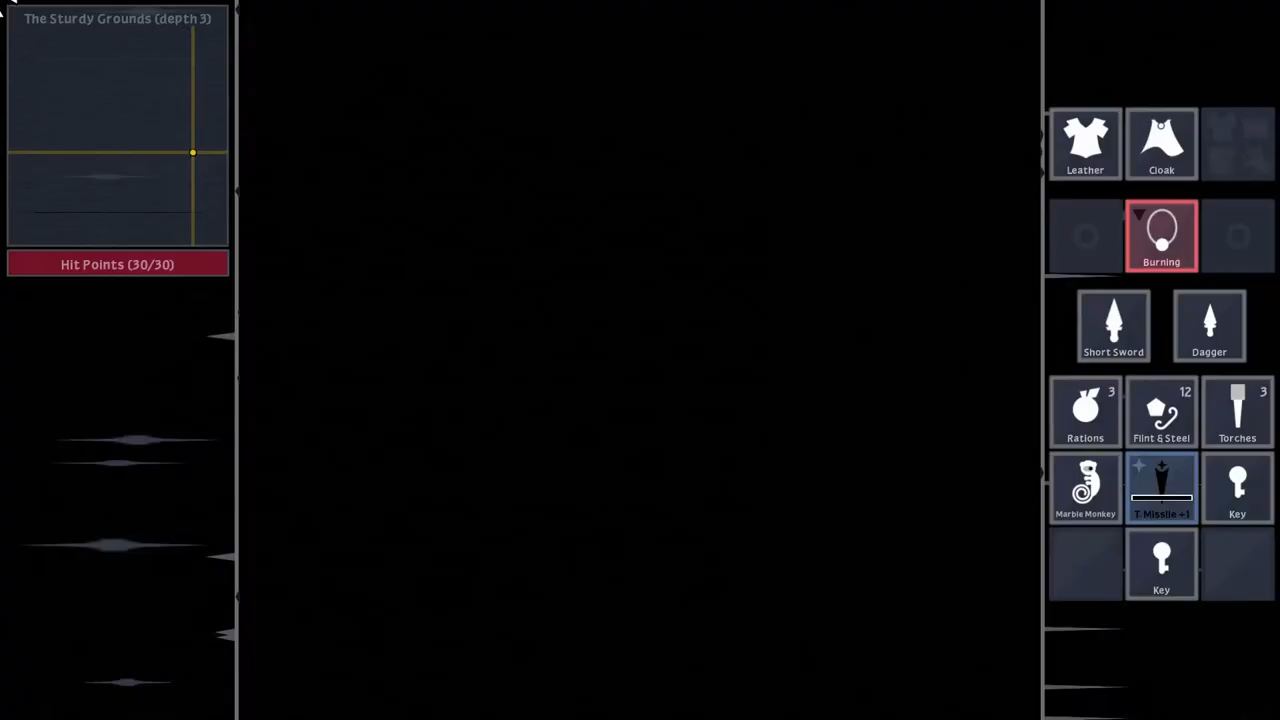 The Sturdy Grounds (depth 3)
Hit Points (30/30)
Leather
Cloak
Burning
Short Sword
Dagger
3
12
3
Rations
Flint & Steel
Torches
Marble Monkey
T. Missile +1
Key
Key